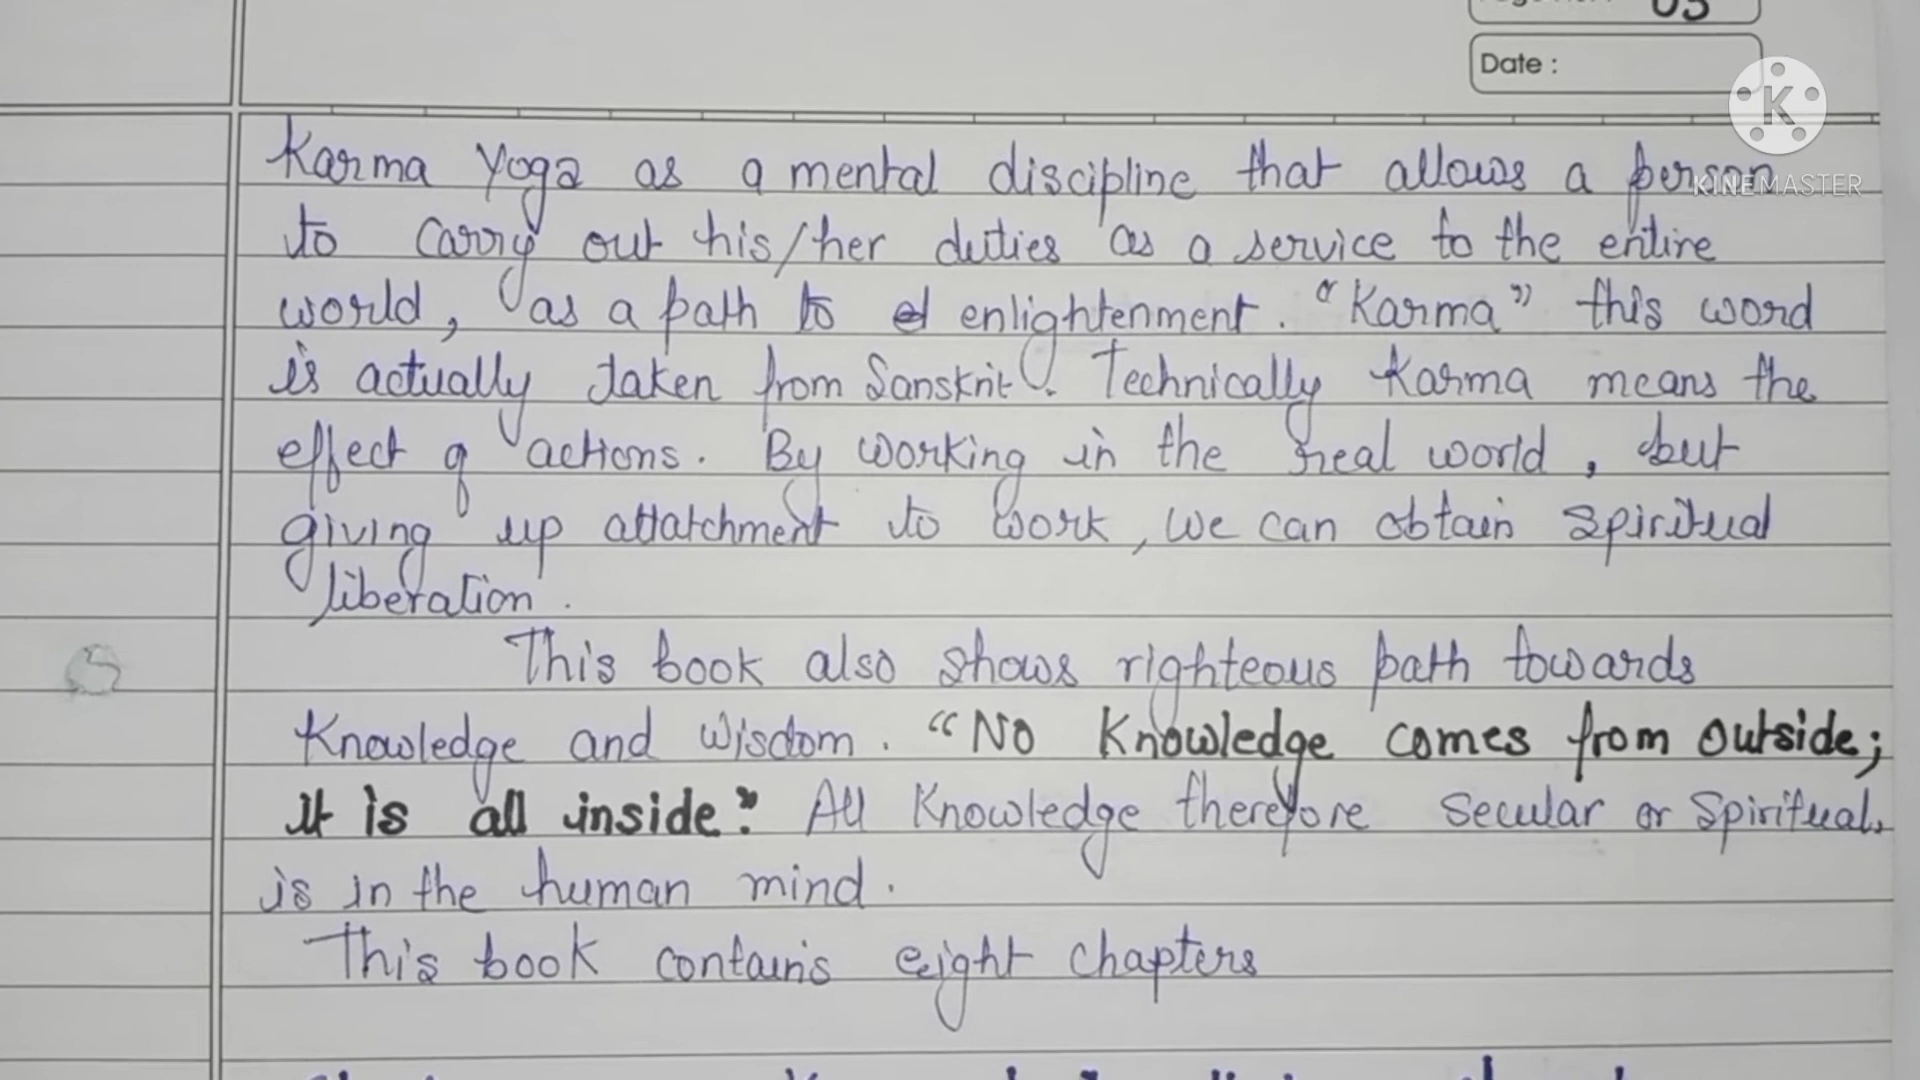 03
Date :
K
KINEMASTER
Karma Yoga as a mental discipline that allows a person
to carry out his/her duties as a service to the entire
world, as a path to enlightenment. "Karma" this word
is actually taken from Sanskrit. Technically Karma means the
effect of actions. By working in the real world, but
giving up attatchment to work, we can obtain spiritual
liberation.
This book also shows righteous path towards
Knowledge and Wisdom. "No Knowledge comes from outside;
it is all inside." All Knowledge therefore secular or spiritual,
is in the human mind.
This book contains eight chapters